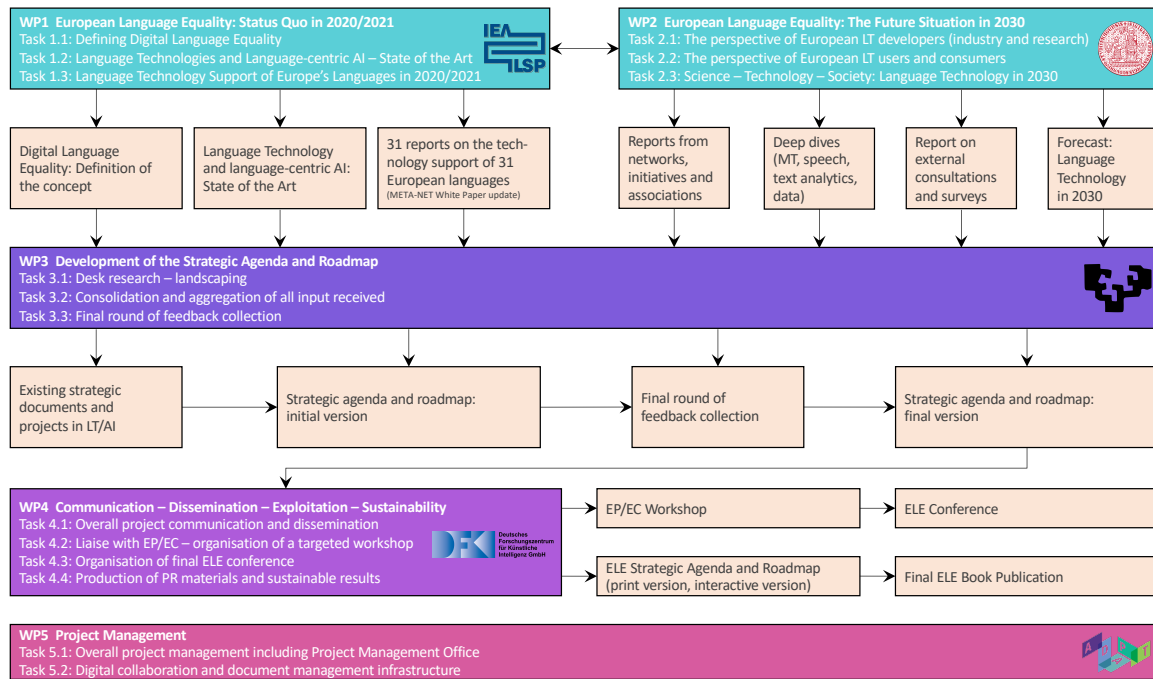 WP1 European Language Equality: Status Quo in 2020/2021
Task 1.1: Defining Digital Language Equality
Task 1.2: Language Technologies and Language-centric AI – State of the Art
Task 1.3: Language Technology Support of Europe's Languages in 2020/2021
ILSP
WP2 European Language Equality: The Future Situation in 2030
Task 2.1: The perspective of European LT developers (industry and research)
Task 2.2: The perspective of European LT users and consumers
Task 2.3: Science – Technology – Society: Language Technology in 2030
Digital Language
Equality: Definition of
the concept
Language Technology
and language-centric AI:
State of the Art
31 reports on the tech-
nology support of 31
European languages
(META-NET White Paper update)
Reports from
networks,
initiatives and
associations
Deep dives
(MT, speech,
text analytics,
data)
Report on
external
consultations
and surveys
Forecast:
Language
Technology
in 2030
WP3 Development of the Strategic Agenda and Roadmap
Task 3.1: Desk research – landscaping
Task 3.2: Consolidation and aggregation of all input received
Task 3.3: Final round of feedback collection
Existing strategic
documents and
projects in LT/AI
Strategic agenda and roadmap:
initial version
Final round of
feedback collection
Strategic agenda and roadmap:
final version
WP4 Communication – Dissemination – Exploitation – Sustainability
Task 4.1: Overall project communication and dissemination
Task 4.2: Liaise with EP/EC – organisation of a targeted workshop
Task 4.3: Organisation of final ELE conference
Task 4.4: Production of PR materials and sustainable results
Deutsches
Forschungszentrum
für Künstliche
Intelligenz GmbH
EP/EC Workshop
ELE Conference
ELE Strategic Agenda and Roadmap
(print version, interactive version)
Final ELE Book Publication
WP5 Project Management
Task 5.1: Overall project management including Project Management Office
Task 5.2: Digital collaboration and document management infrastructure